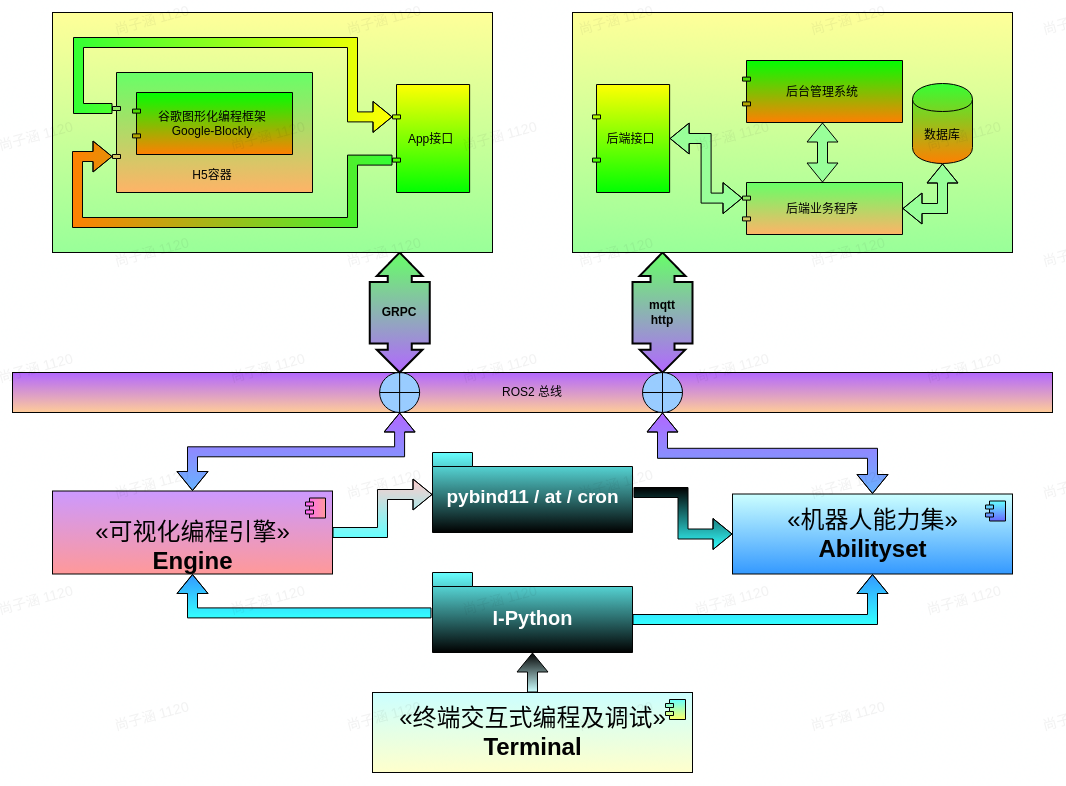 谷歌图形化编程框架
Google-Blockly
H5容器
App接口
后端接口
后台管理系统
数据库
后端业务程序
GRPC
mqtt
http
ROS2 总线
«可视化编程引擎»
Engine
pybind11 / at / cron
«机器人能力集»
Abilityset
I-Python
«终端交互式编程及调试»
Terminal
尚子涵 1120